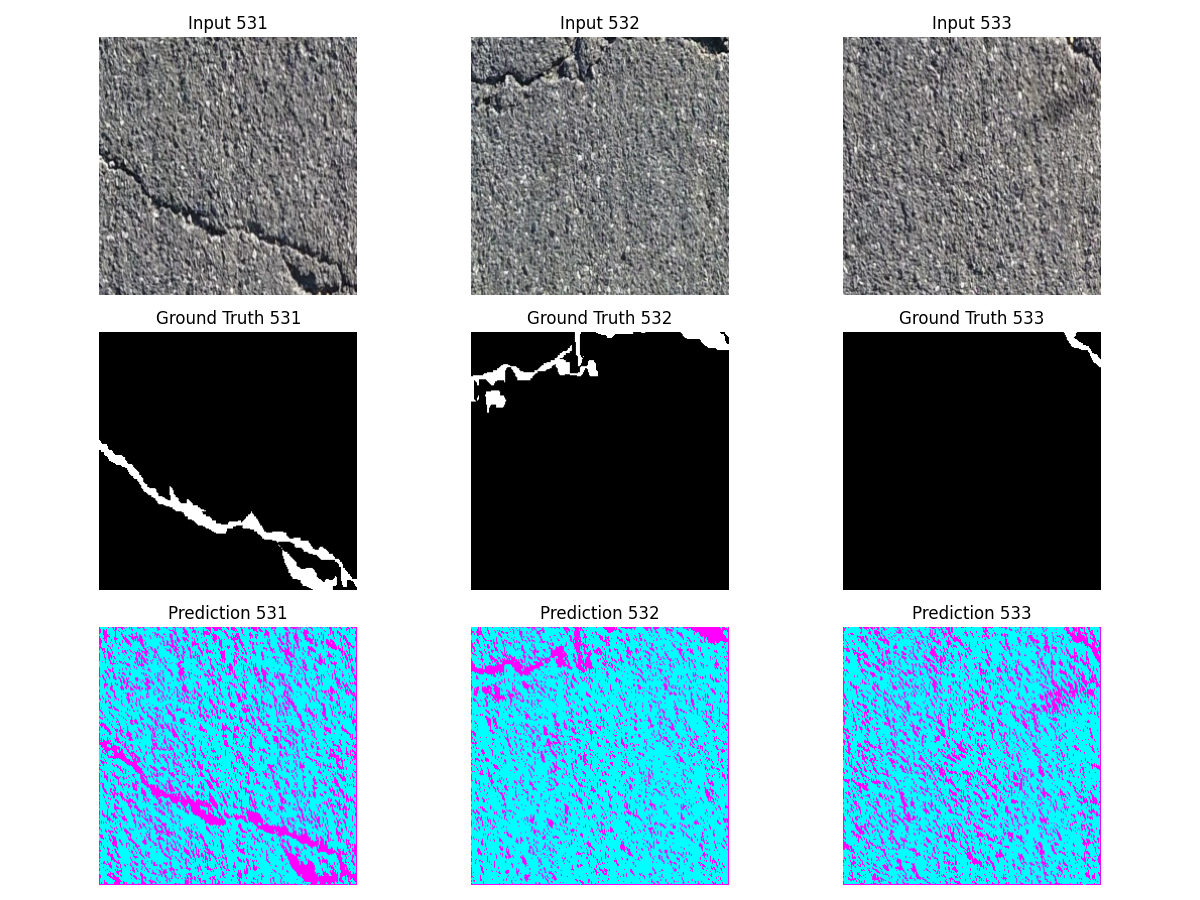 Input 531
Input 532
Input 533
Ground Truth 531
Ground Truth 532
Ground Truth 533
Prediction 531
Prediction 532
Prediction 533